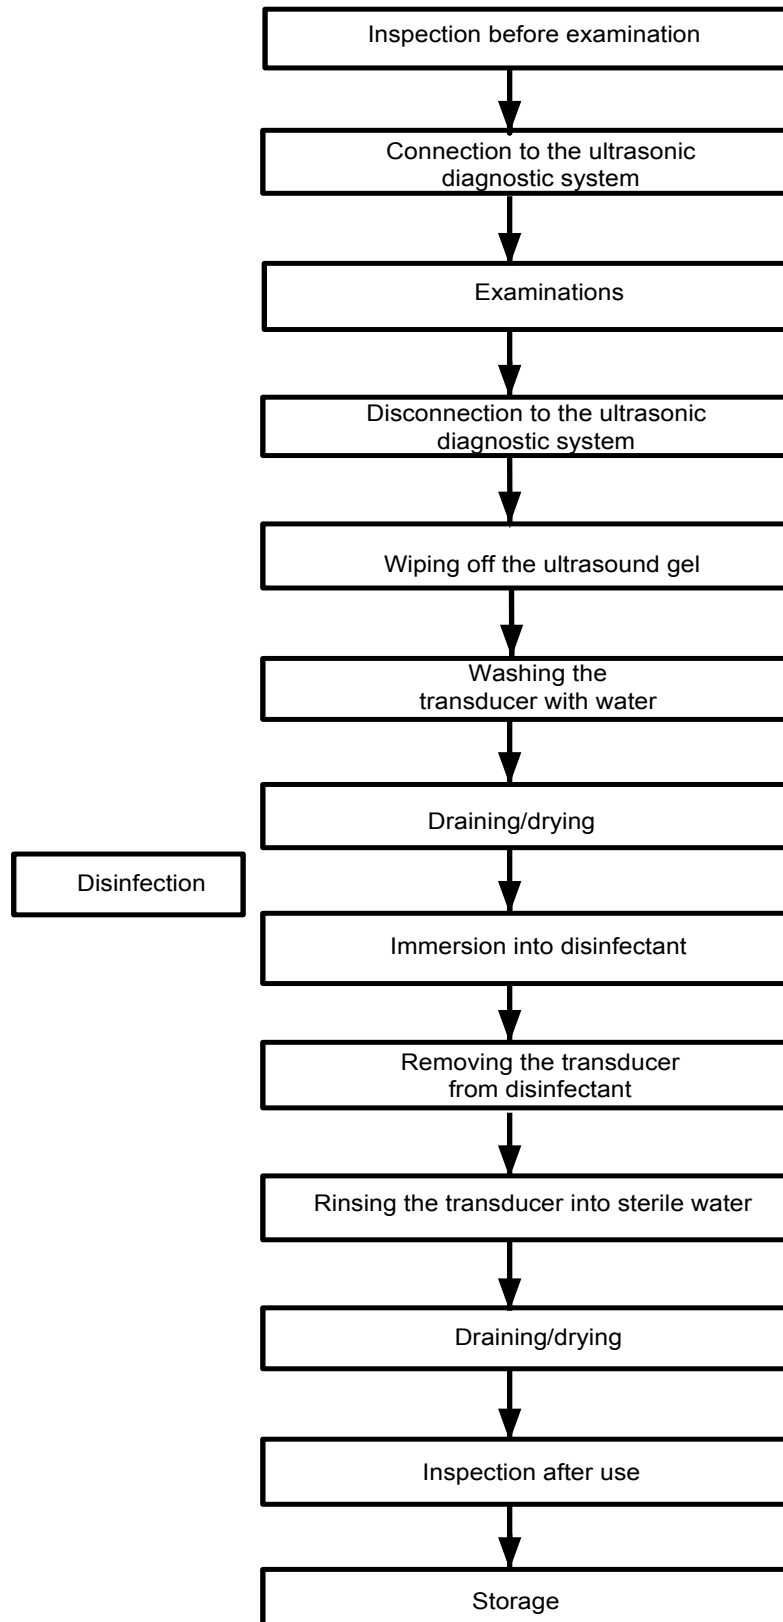 Inspection before examination
Connection to the ultrasonic
diagnostic system
Examinations
Disconnection to the ultrasonic
diagnostic system
Wiping off the ultrasound gel
Washing the
transducer with water
Draining/drying
Disinfection
Immersion into disinfectant
Removing the transducer
from disinfectant
Rinsing the transducer into sterile water
Draining/drying
Inspection after use
Storage